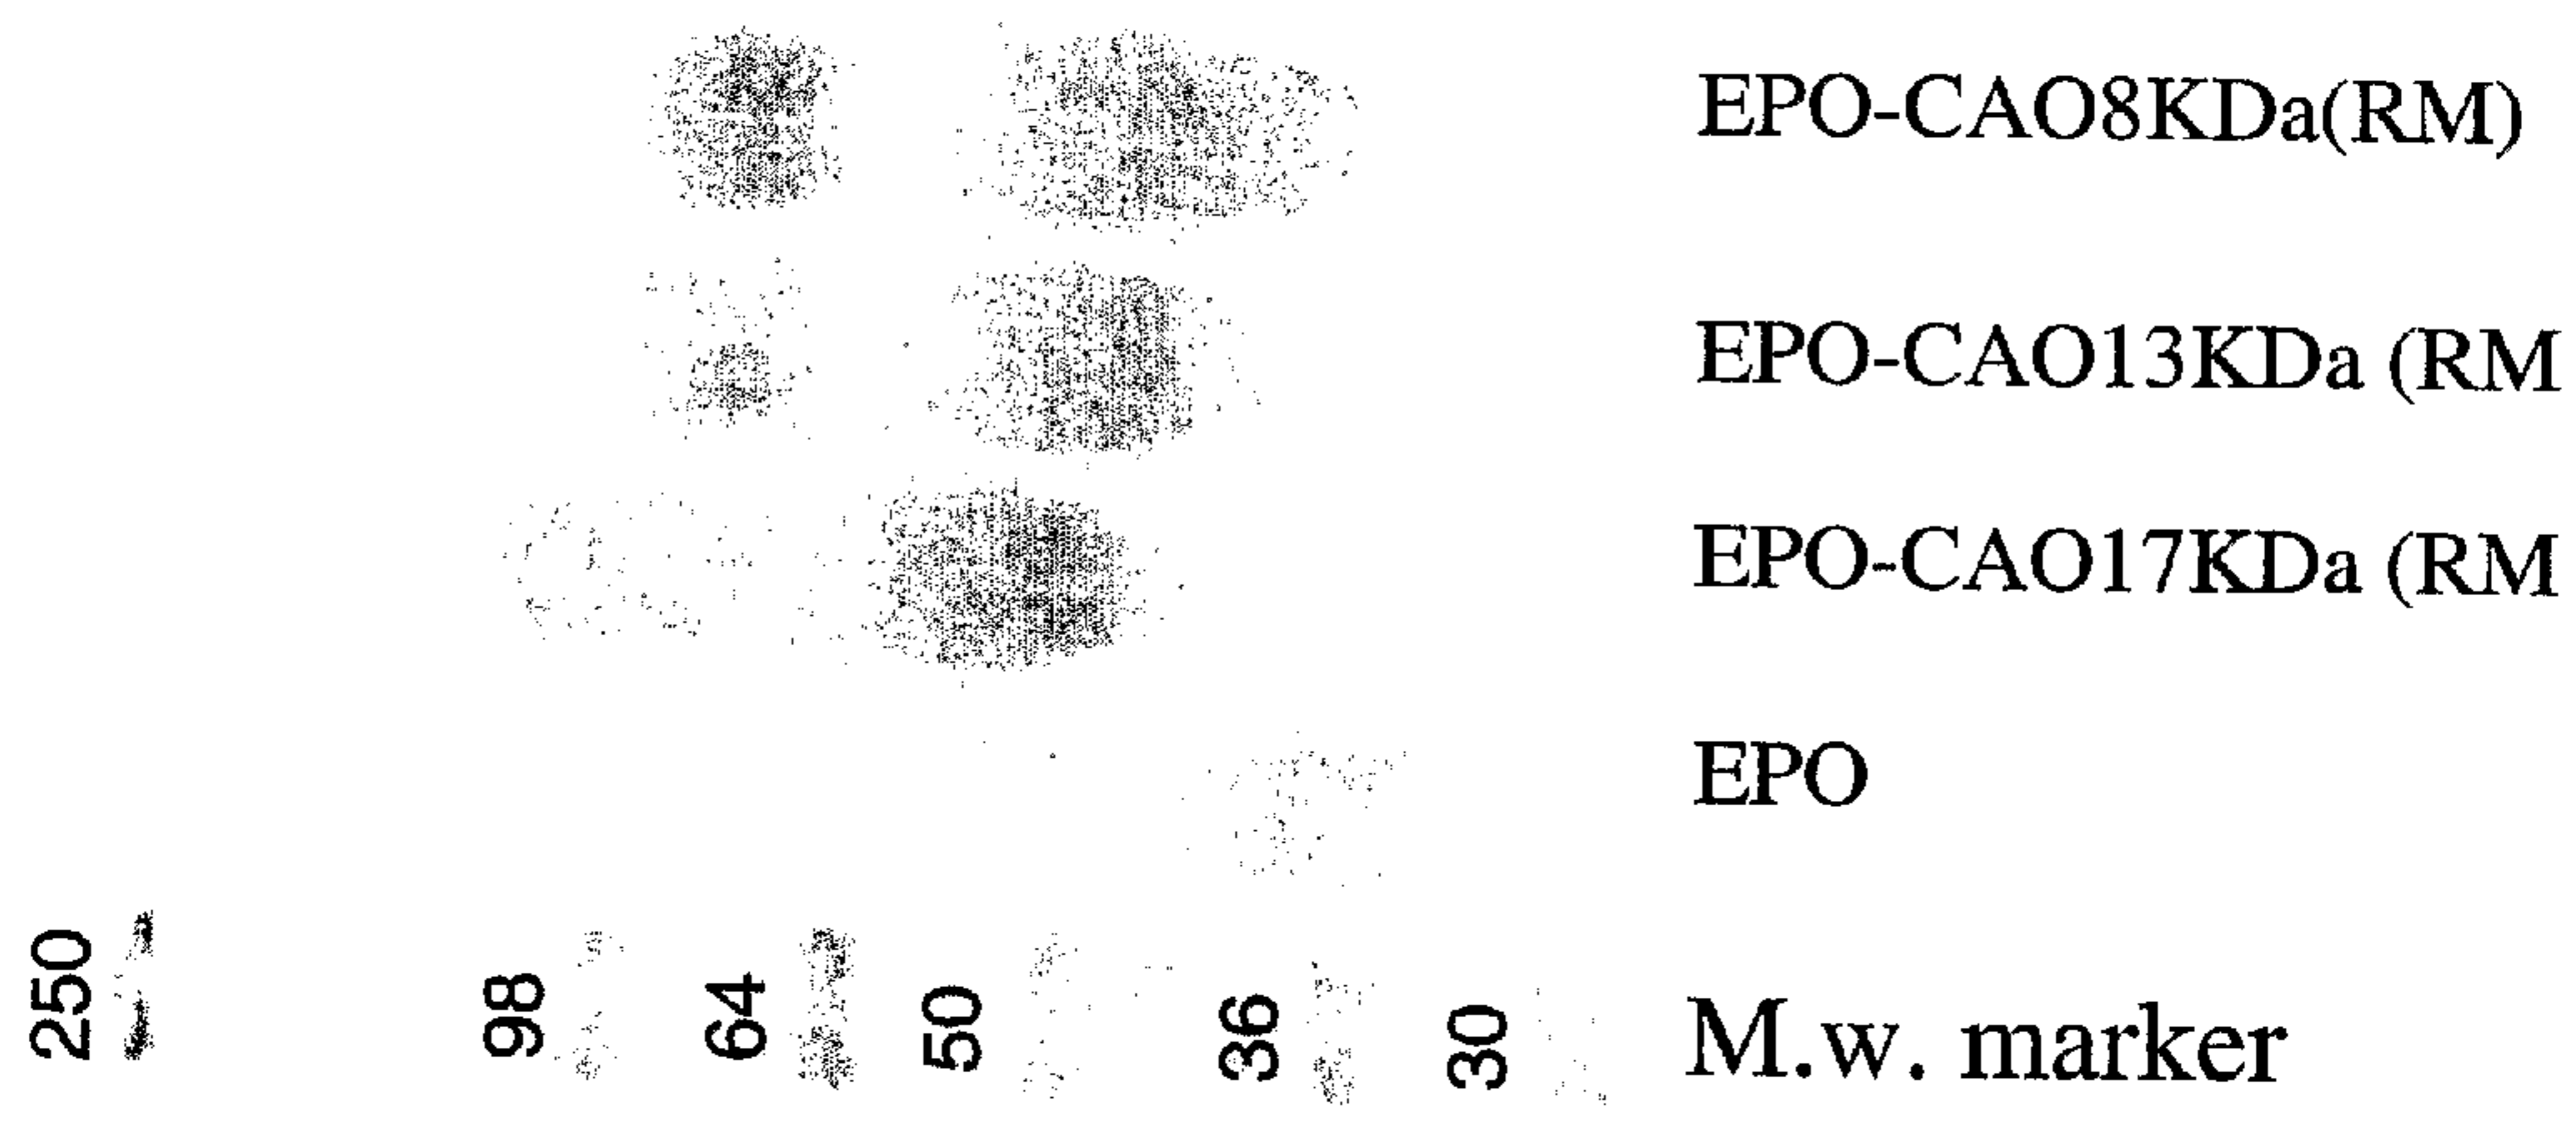 EPO-CAO8KDa(RM)
EPO-CAO13KDa (RM
EPO-CAO17KDa (RM
EPO
250 98 64 50 36 30 M.w. marker